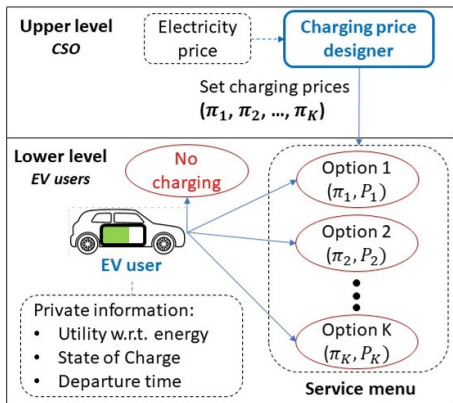 Upper level
CSO
Electricity
price
Charging price
designer
Set charging prices
(π₁, π₂, ..., π_K)
Lower level
EV users
No
charging
EV user
Private information:
• Utility w.r.t. energy
• State of Charge
• Departure time
Option 1
(π₁, P₁)
Option 2
(π₂, P₂)
Option K
(π_K, P_K)
Service menu